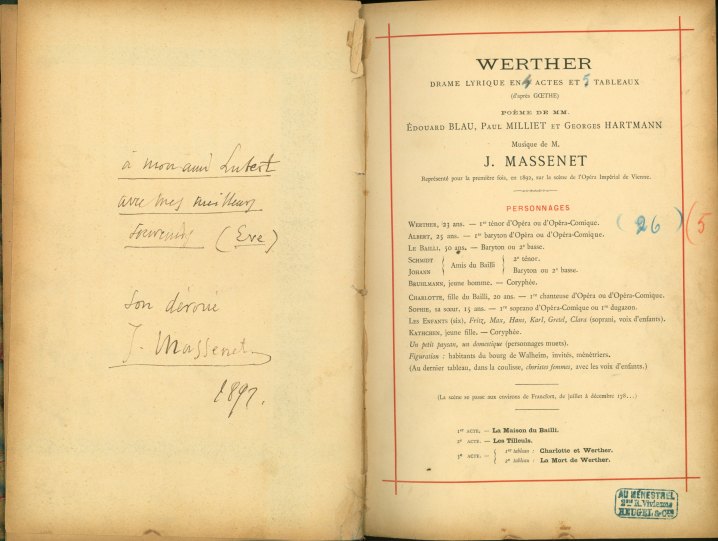 à mon ami Lubert
avec mes meilleurs
souvenirs (Eve)
son dévoué
J. Massenet
1897.
WERTHER
DRAME LYRIQUE EN 4 ACTES ET 5 TABLEAUX
(d'après GŒTHE)
POÈME DE MM.
ÉDOUARD BLAU, PAUL MILLIET ET GEORGES HARTMANN
Musique de M.
J. MASSENET
Représenté pour la première fois, en 1892, sur la scène de l'Opéra Impérial de Vienne.
PERSONNAGES
WERTHER, 23 ans. — 1er ténor d'Opéra ou d'Opéra-Comique.
ALBERT, 25 ans. — 1er baryton d'Opéra ou d'Opéra-Comique.
(26) (5
LE BAILLI, 50 ans. — Baryton ou 2e basse.
SCHMIDT } Amis du Bailli { 2e ténor.
JOHANN } { Baryton ou 2e basse.
BRUHLMANN, jeune homme. — Coryphée.
CHARLOTTE, fille du Bailli, 20 ans. — 1re chanteuse d'Opéra ou d'Opéra-Comique.
SOPHIE, sa sœur, 15 ans. — 1re soprano d'Opéra-Comique ou 1re dugazon.
LES ENFANTS (six), Fritz, Max, Hans, Karl, Gretel, Clara (soprani, voix d'enfants).
KATHCHEN, jeune fille. — Coryphée.
Un petit paysan, un domestique (personnages muets).
Figuration : habitants du bourg de Walheim, invités, ménétriers.
(Au dernier tableau, dans la coulisse, choristes femmes, avec les voix d'enfants.)
(La scène se passe aux environs de Francfort, de juillet à décembre 178...)
1er ACTE. — La Maison du Bailli.
2e ACTE. — Les Tilleuls.
3e ACTE. — { 1er tableau : Charlotte et Werther.
{ 2e tableau : La Mort de Werther.
AU MÉNESTREL
2bis R. Vivienne
HEUGEL & Cie